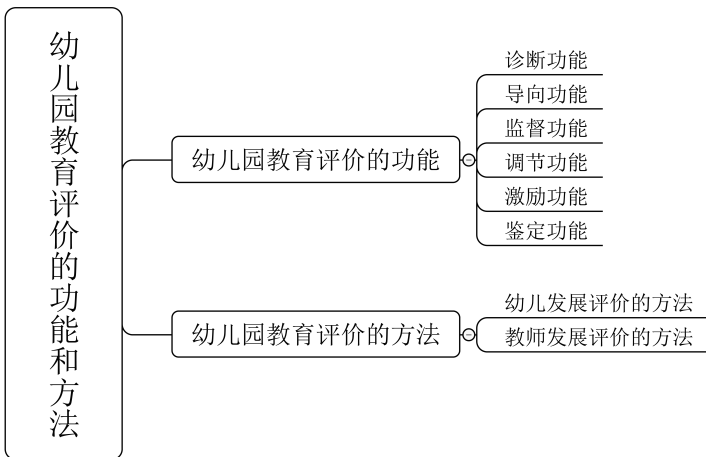 幼儿园教育评价的功能和方法
幼儿园教育评价的功能
诊断功能
导向功能
监督功能
调节功能
激励功能
鉴定功能
幼儿园教育评价的方法
幼儿发展评价的方法
教师发展评价的方法